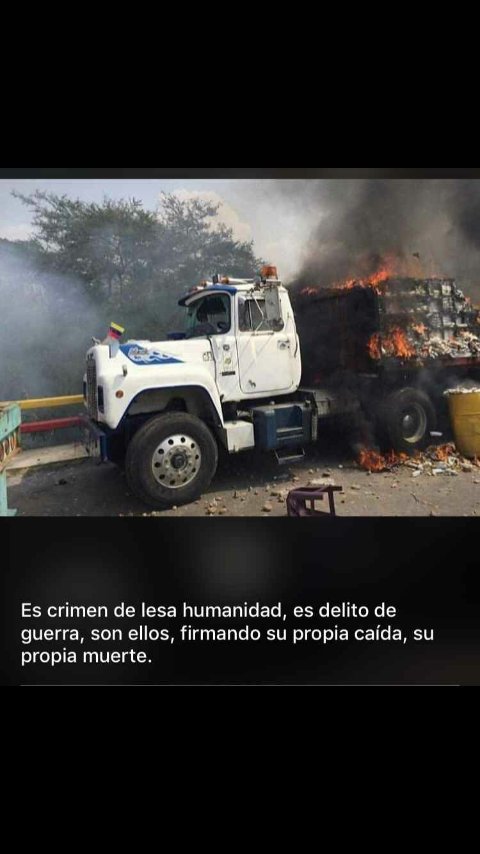 Es crimen de lesa humanidad, es delito de
guerra, son ellos, firmando su propia caída, su
propia muerte.